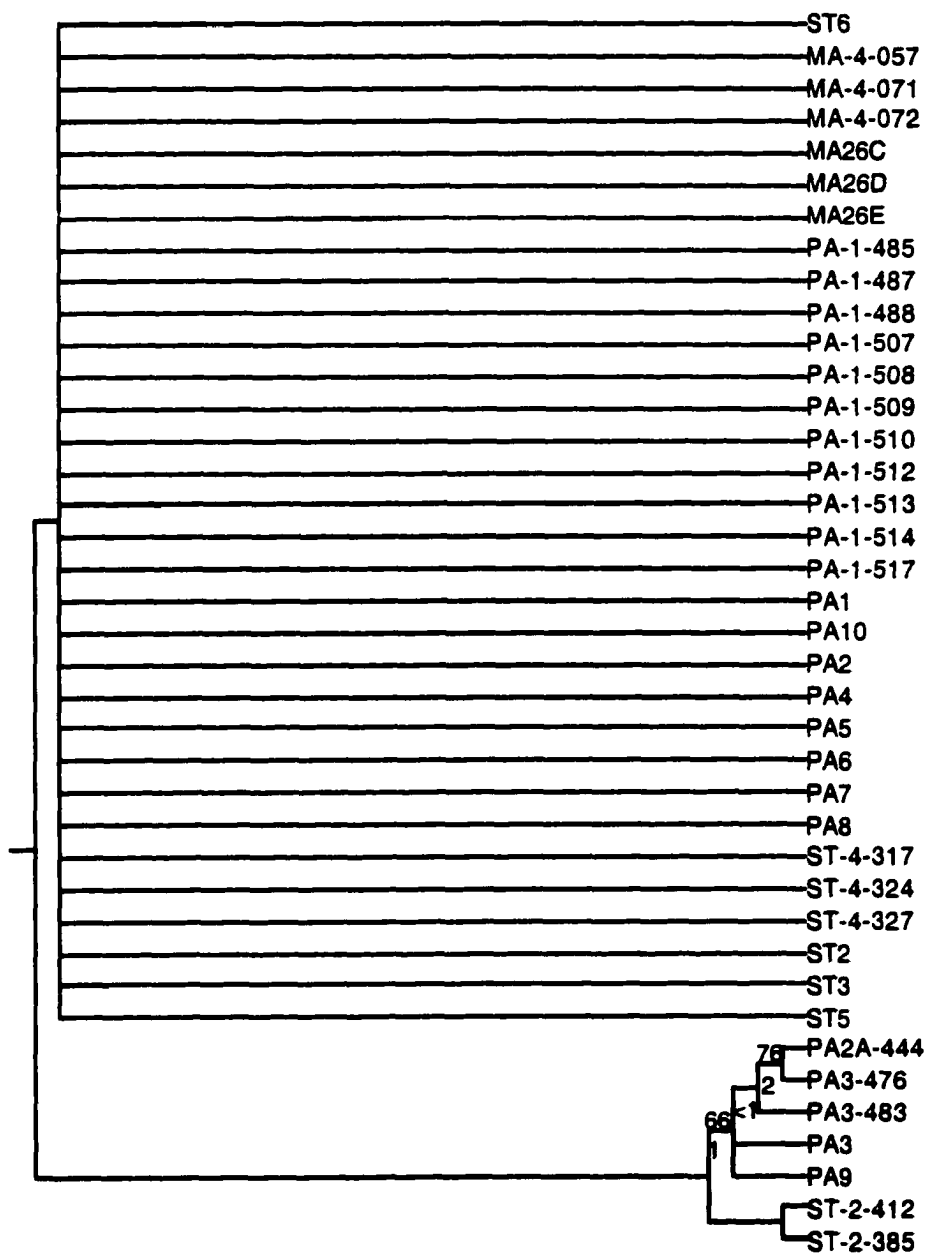 ST6
MA-4-057
MA-4-071
MA-4-072
MA26C
MA26D
MA26E
PA-1-485
PA-1-487
PA-1-488
PA-1-507
PA-1-508
PA-1-509
PA-1-510
PA-1-512
PA-1-513
PA-1-514
PA-1-517
PA1
PA10
PA2
PA4
PA5
PA6
PA7
PA8
ST-4-317
ST-4-324
ST-4-327
ST2
ST3
ST5
76 PA2A-444
2 PA3-476
<1 PA3-483
66
1 PA3
PA9
ST-2-412
ST-2-385